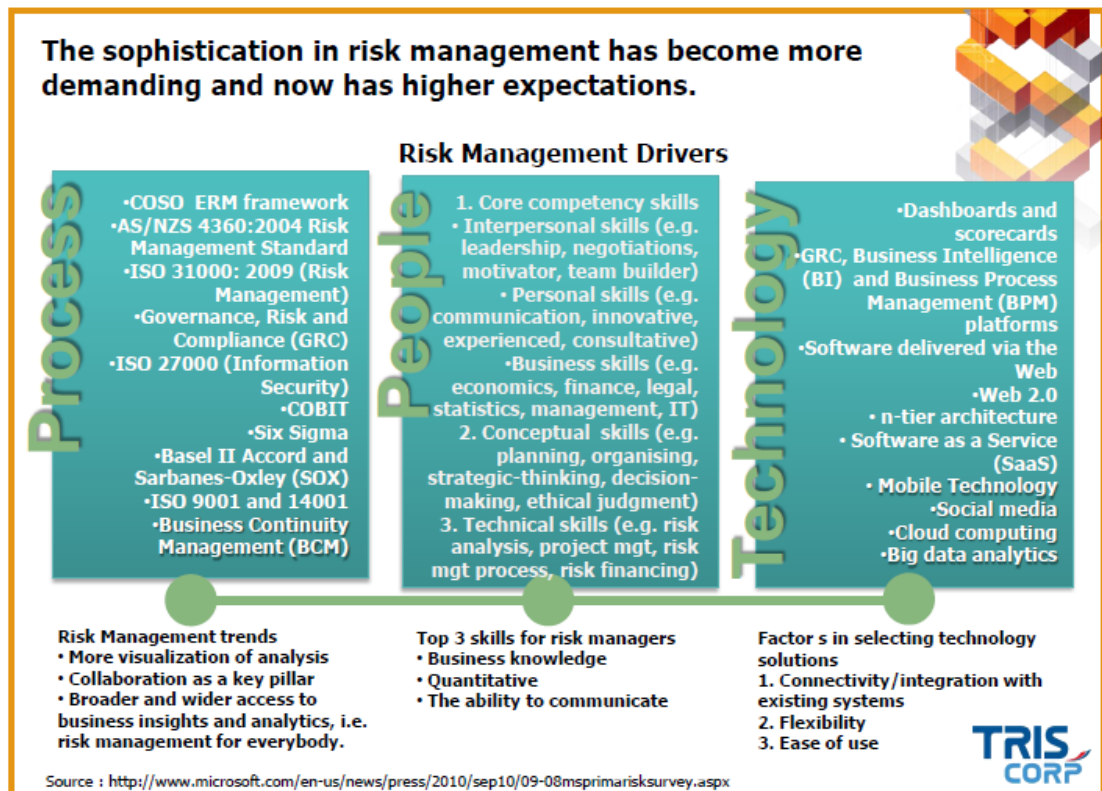 The sophistication in risk management has become more
demanding and now has higher expectations.
Risk Management Drivers
Process
•COSO ERM framework
•AS/NZS 4360:2004 Risk
Management Standard
•ISO 31000: 2009 (Risk
Management)
•Governance, Risk and
Compliance (GRC)
•ISO 27000 (Information
Security)
•COBIT
•Six Sigma
•Basel II Accord and
Sarbanes-Oxley (SOX)
•ISO 9001 and 14001
•Business Continuity
Management (BCM)
People
1. Core competency skills
• Interpersonal skills (e.g.
leadership, negotiations,
motivator, team builder)
• Personal skills (e.g.
communication, innovative,
experienced, consultative)
•Business skills (e.g.
economics, finance, legal,
statistics, management, IT)
2. Conceptual skills (e.g.
planning, organising,
strategic-thinking, decision-
making, ethical judgment)
3. Technical skills (e.g. risk
analysis, project mgt, risk
mgt process, risk financing)
Technology
•Dashboards and
scorecards
•GRC, Business Intelligence
(BI) and Business Process
Management (BPM)
platforms
•Software delivered via the
Web
•Web 2.0
• n-tier architecture
• Software as a Service
(SaaS)
• Mobile Technology
•Social media
•Cloud computing
•Big data analytics
Risk Management trends
• More visualization of analysis
• Collaboration as a key pillar
• Broader and wider access to
business insights and analytics, i.e.
risk management for everybody.
Top 3 skills for risk managers
• Business knowledge
• Quantitative
• The ability to communicate
Factor s in selecting technology
solutions
1. Connectivity/integration with
existing systems
2. Flexibility
3. Ease of use
TRIS
CORP
Source : http://www.microsoft.com/en-us/news/press/2010/sep10/09-08msprimarisksurvey.aspx